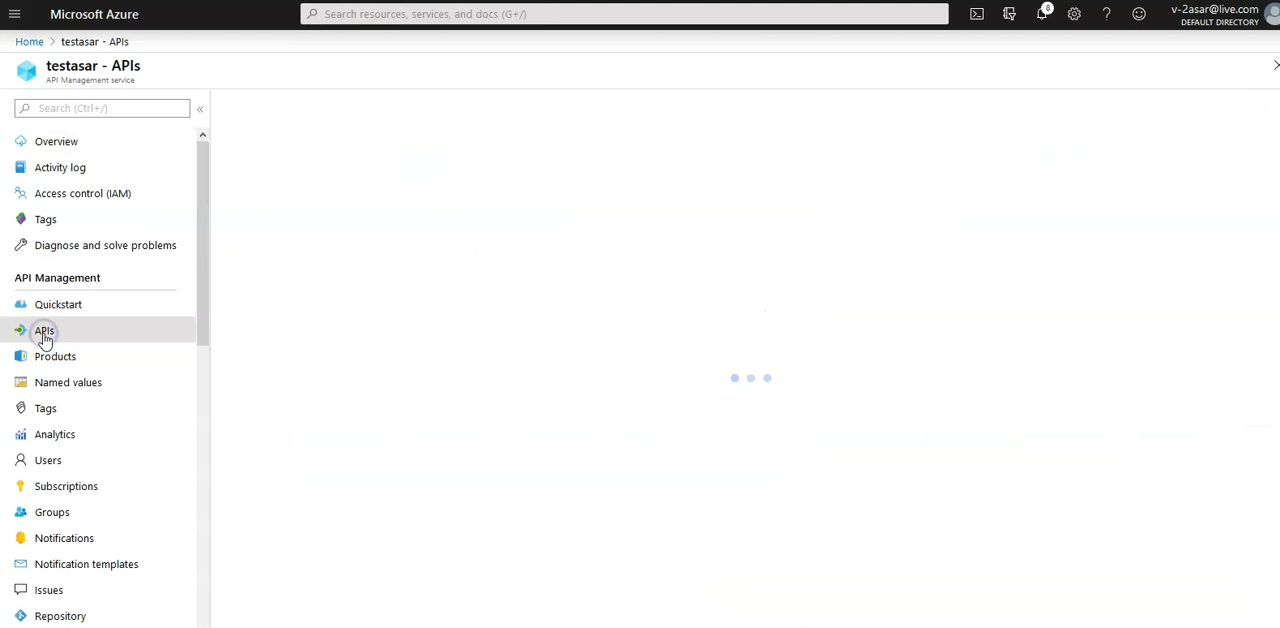 Microsoft Azure
Search resources, services, and docs (G+/)
8
v-2asar@live.com
DEFAULT DIRECTORY
Home > testasar - APIs
testasar - APIs
API Management service
Search (Ctrl+/)
«
Overview
Activity log
Access control (IAM)
Tags
Diagnose and solve problems
API Management
Quickstart
APIs
Products
Named values
Tags
Analytics
Users
Subscriptions
Groups
Notifications
Notification templates
Issues
Repository